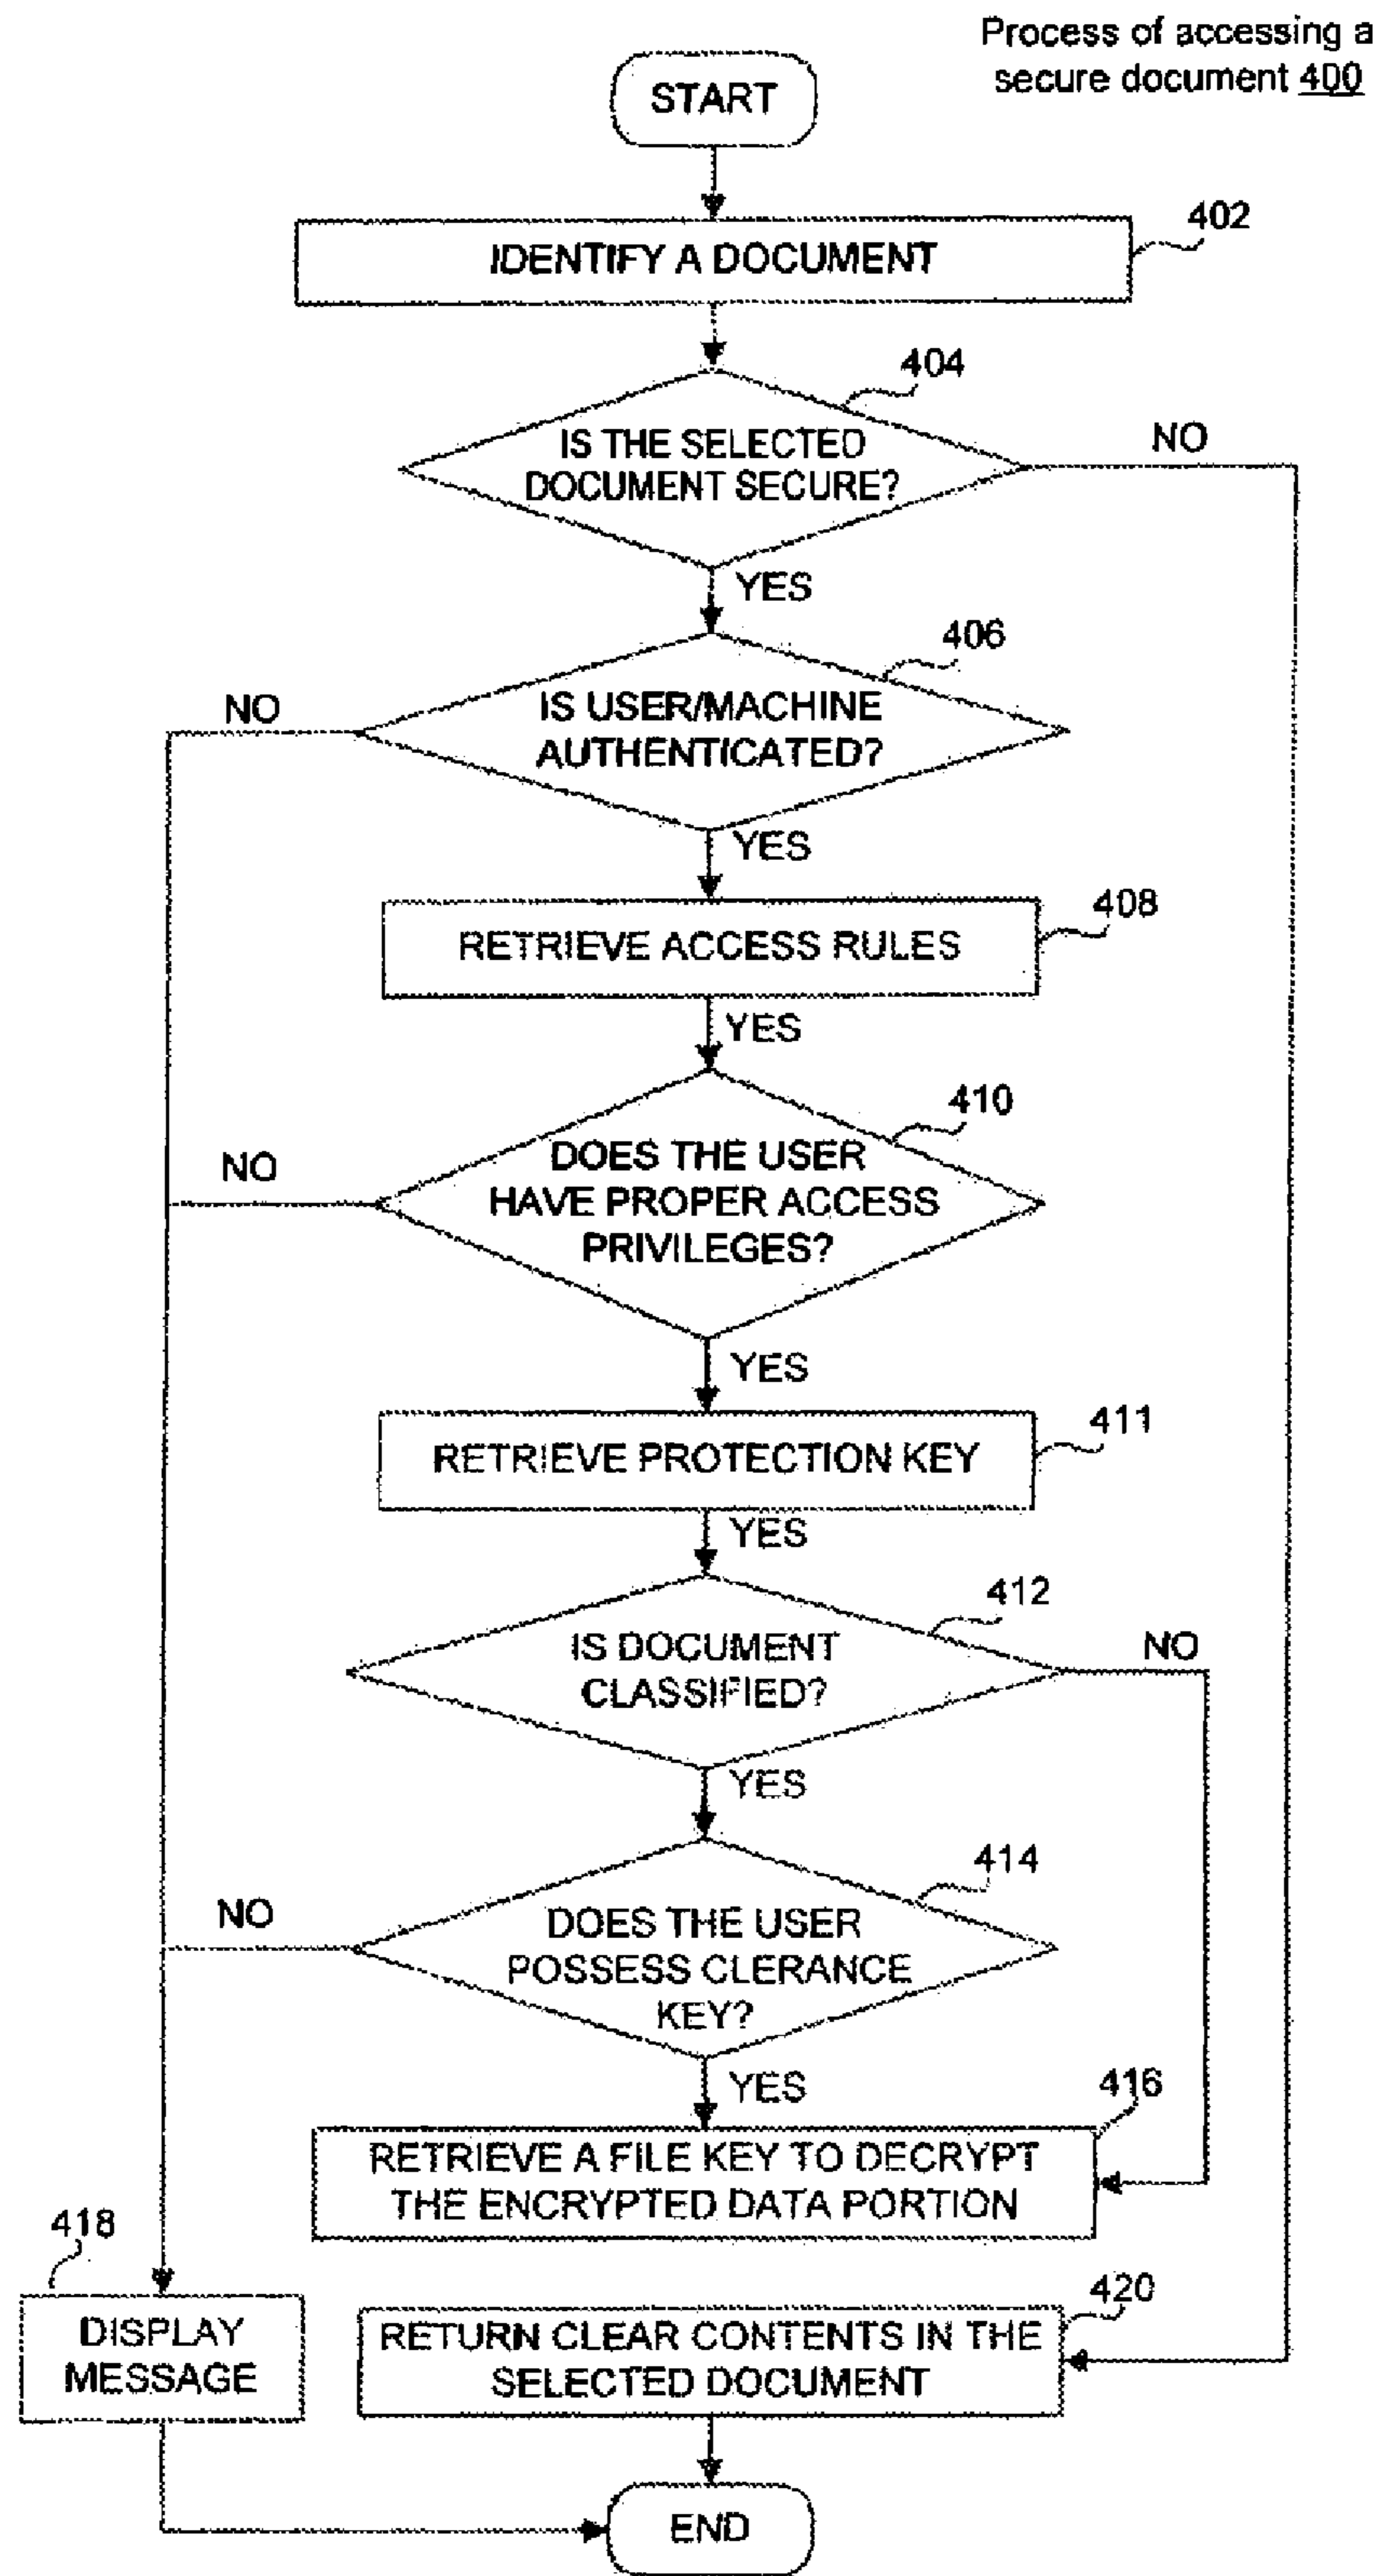 Process of accessing a
secure document 400
START
402
IDENTIFY A DOCUMENT
404
IS THE SELECTED
DOCUMENT SECURE?
NO
YES
406
IS USER/MACHINE
AUTHENTICATED?
NO
YES
408
RETRIEVE ACCESS RULES
YES
410
DOES THE USER
HAVE PROPER ACCESS
PRIVILEGES?
NO
YES
411
RETRIEVE PROTECTION KEY
YES
412
IS DOCUMENT
CLASSIFIED?
NO
YES
414
DOES THE USER
POSSESS CLERANCE
KEY?
NO
YES
416
RETRIEVE A FILE KEY TO DECRYPT
THE ENCRYPTED DATA PORTION
418
DISPLAY
MESSAGE
420
RETURN CLEAR CONTENTS IN THE
SELECTED DOCUMENT
END